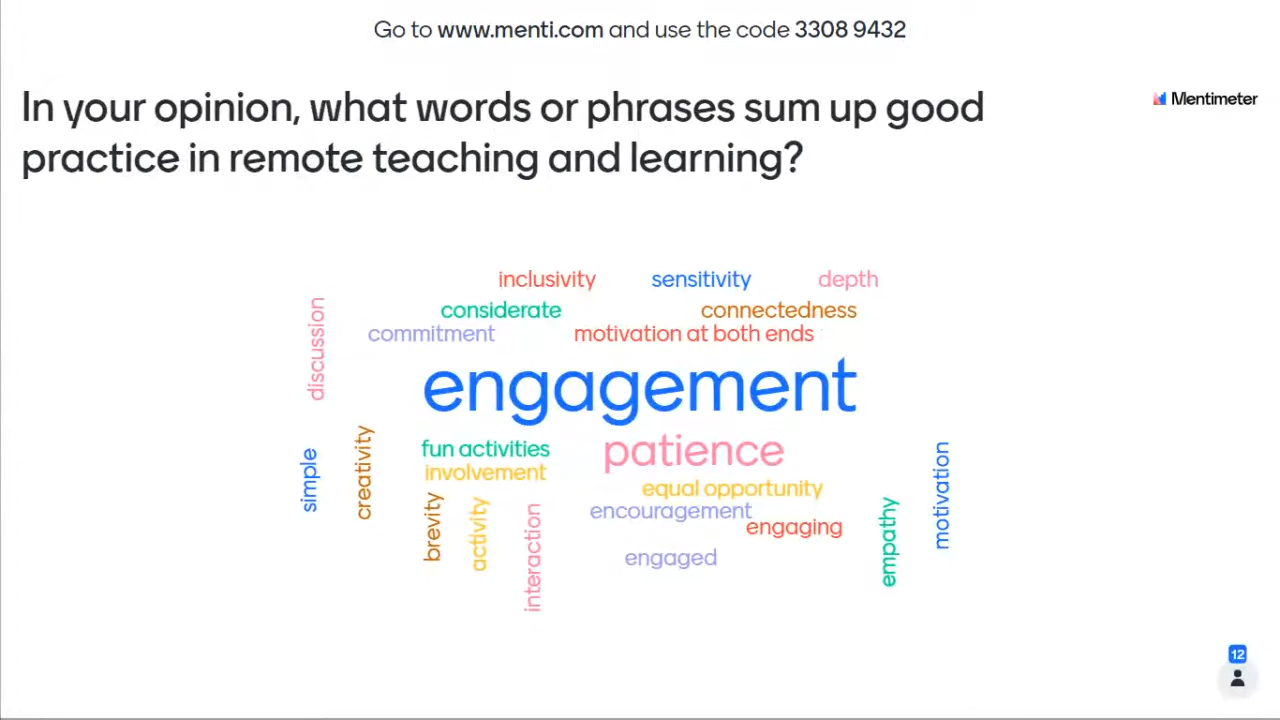 Go to www.menti.com and use the code 3308 9432
In your opinion, what words or phrases sum up good
practice in remote teaching and learning?
Mentimeter
inclusivity
sensitivity
depth
considerate
connectedness
commitment
motivation at both ends
discussion
engagement
fun activities
patience
involvement
equal opportunity
encouragement
engaging
engaged
simple
creativity
brevity
activity
interaction
empathy
motivation
12